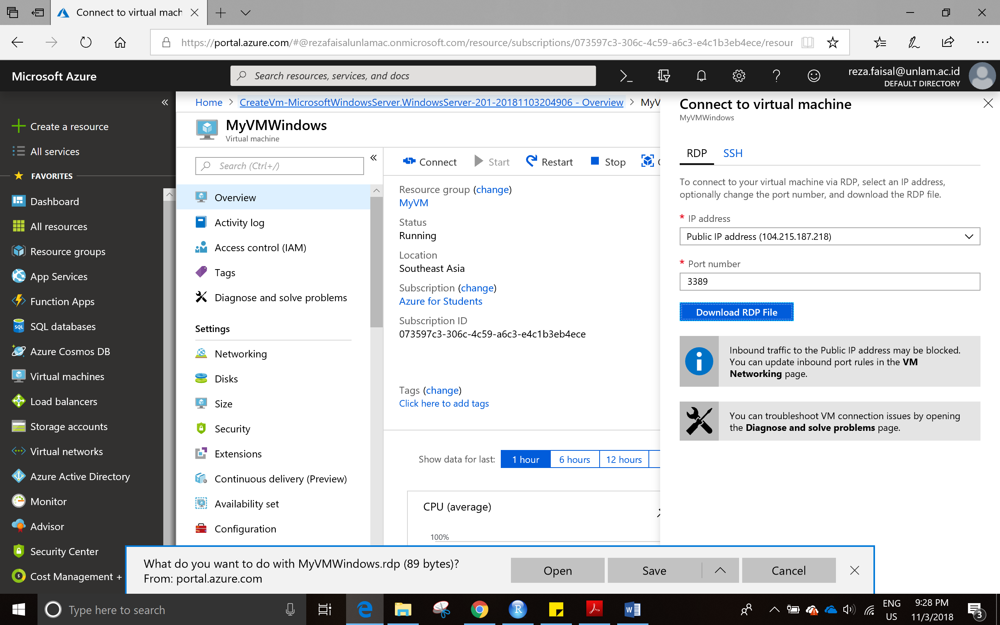 Connect to virtual mach
https://portal.azure.com/#@rezafaisalunlamac.onmicrosoft.com/resource/subscriptions/073597c3-306c-4c59-a6c3-e4c1b3eb4ece/resour
Microsoft Azure
Search resources, services, and docs
reza.faisal@unlam.ac.id
DEFAULT DIRECTORY
Create a resource
All services
FAVORITES
Dashboard
All resources
Resource groups
App Services
Function Apps
SQL databases
Azure Cosmos DB
Virtual machines
Load balancers
Storage accounts
Virtual networks
Azure Active Directory
Monitor
Advisor
Security Center
Cost Management +
Home > CreateVm-MicrosoftWindowsServer.WindowsServer-201-20181103204906 - Overview > MyV
MyVMWindows
Virtual machine
Search (Ctrl+/)
Overview
Activity log
Access control (IAM)
Tags
Diagnose and solve problems
Settings
Networking
Disks
Size
Security
Extensions
Continuous delivery (Preview)
Availability set
Configuration
Connect Start Restart Stop
Resource group (change)
MyVM
Status
Running
Location
Southeast Asia
Subscription (change)
Azure for Students
Subscription ID
073597c3-306c-4c59-a6c3-e4c1b3eb4ece
Tags (change)
Click here to add tags
Show data for last: 1 hour 6 hours 12 hours
CPU (average)
100%
Connect to virtual machine
MyVMWindows
RDP SSH
To connect to your virtual machine via RDP, select an IP address,
optionally change the port number, and download the RDP file.
* IP address
Public IP address (104.215.187.218)
* Port number
3389
Download RDP File
Inbound traffic to the Public IP address may be blocked.
You can update inbound port rules in the VM
Networking page.
You can troubleshoot VM connection issues by opening
the Diagnose and solve problems page.
What do you want to do with MyVMWindows.rdp (89 bytes)?
From: portal.azure.com
Open Save Cancel
Type here to search
ENG
US
9:28 PM
11/3/2018
3